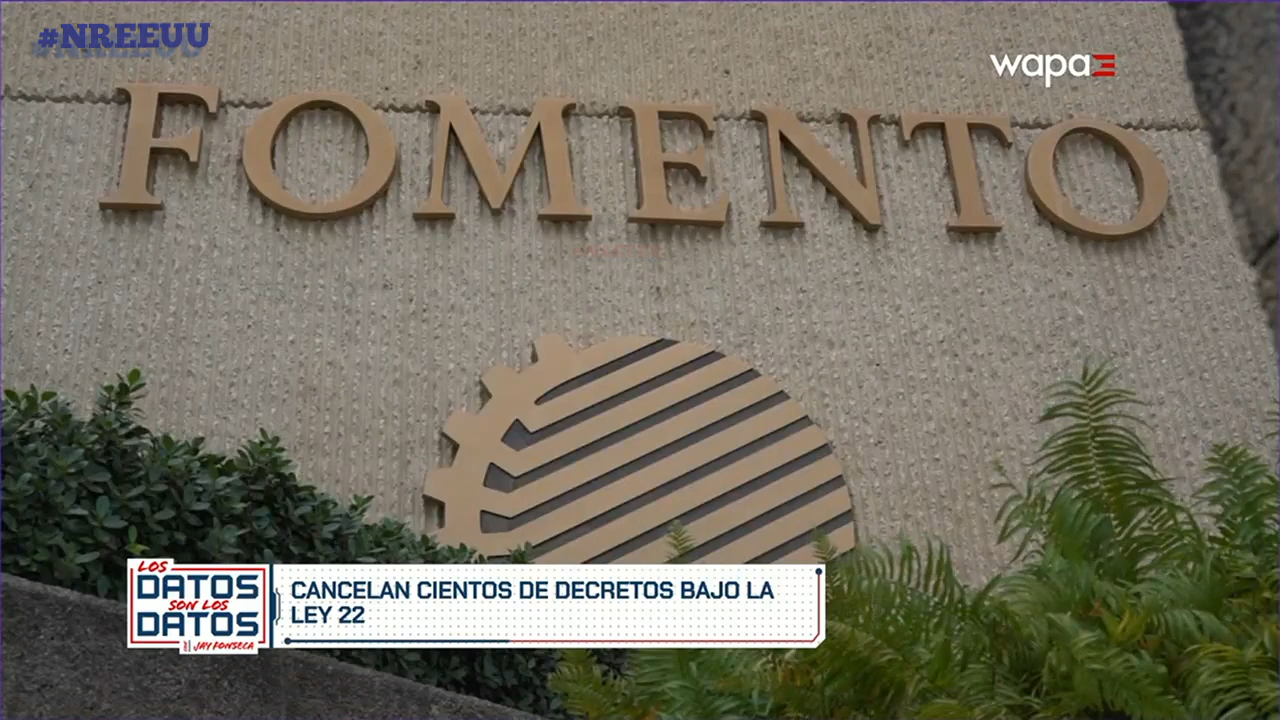 #NREEUU
wapa
FOMENTO
LOS
DATOS
SON LOS
DATOS
JAY FONSECA
CANCELAN CIENTOS DE DECRETOS BAJO LA
LEY 22